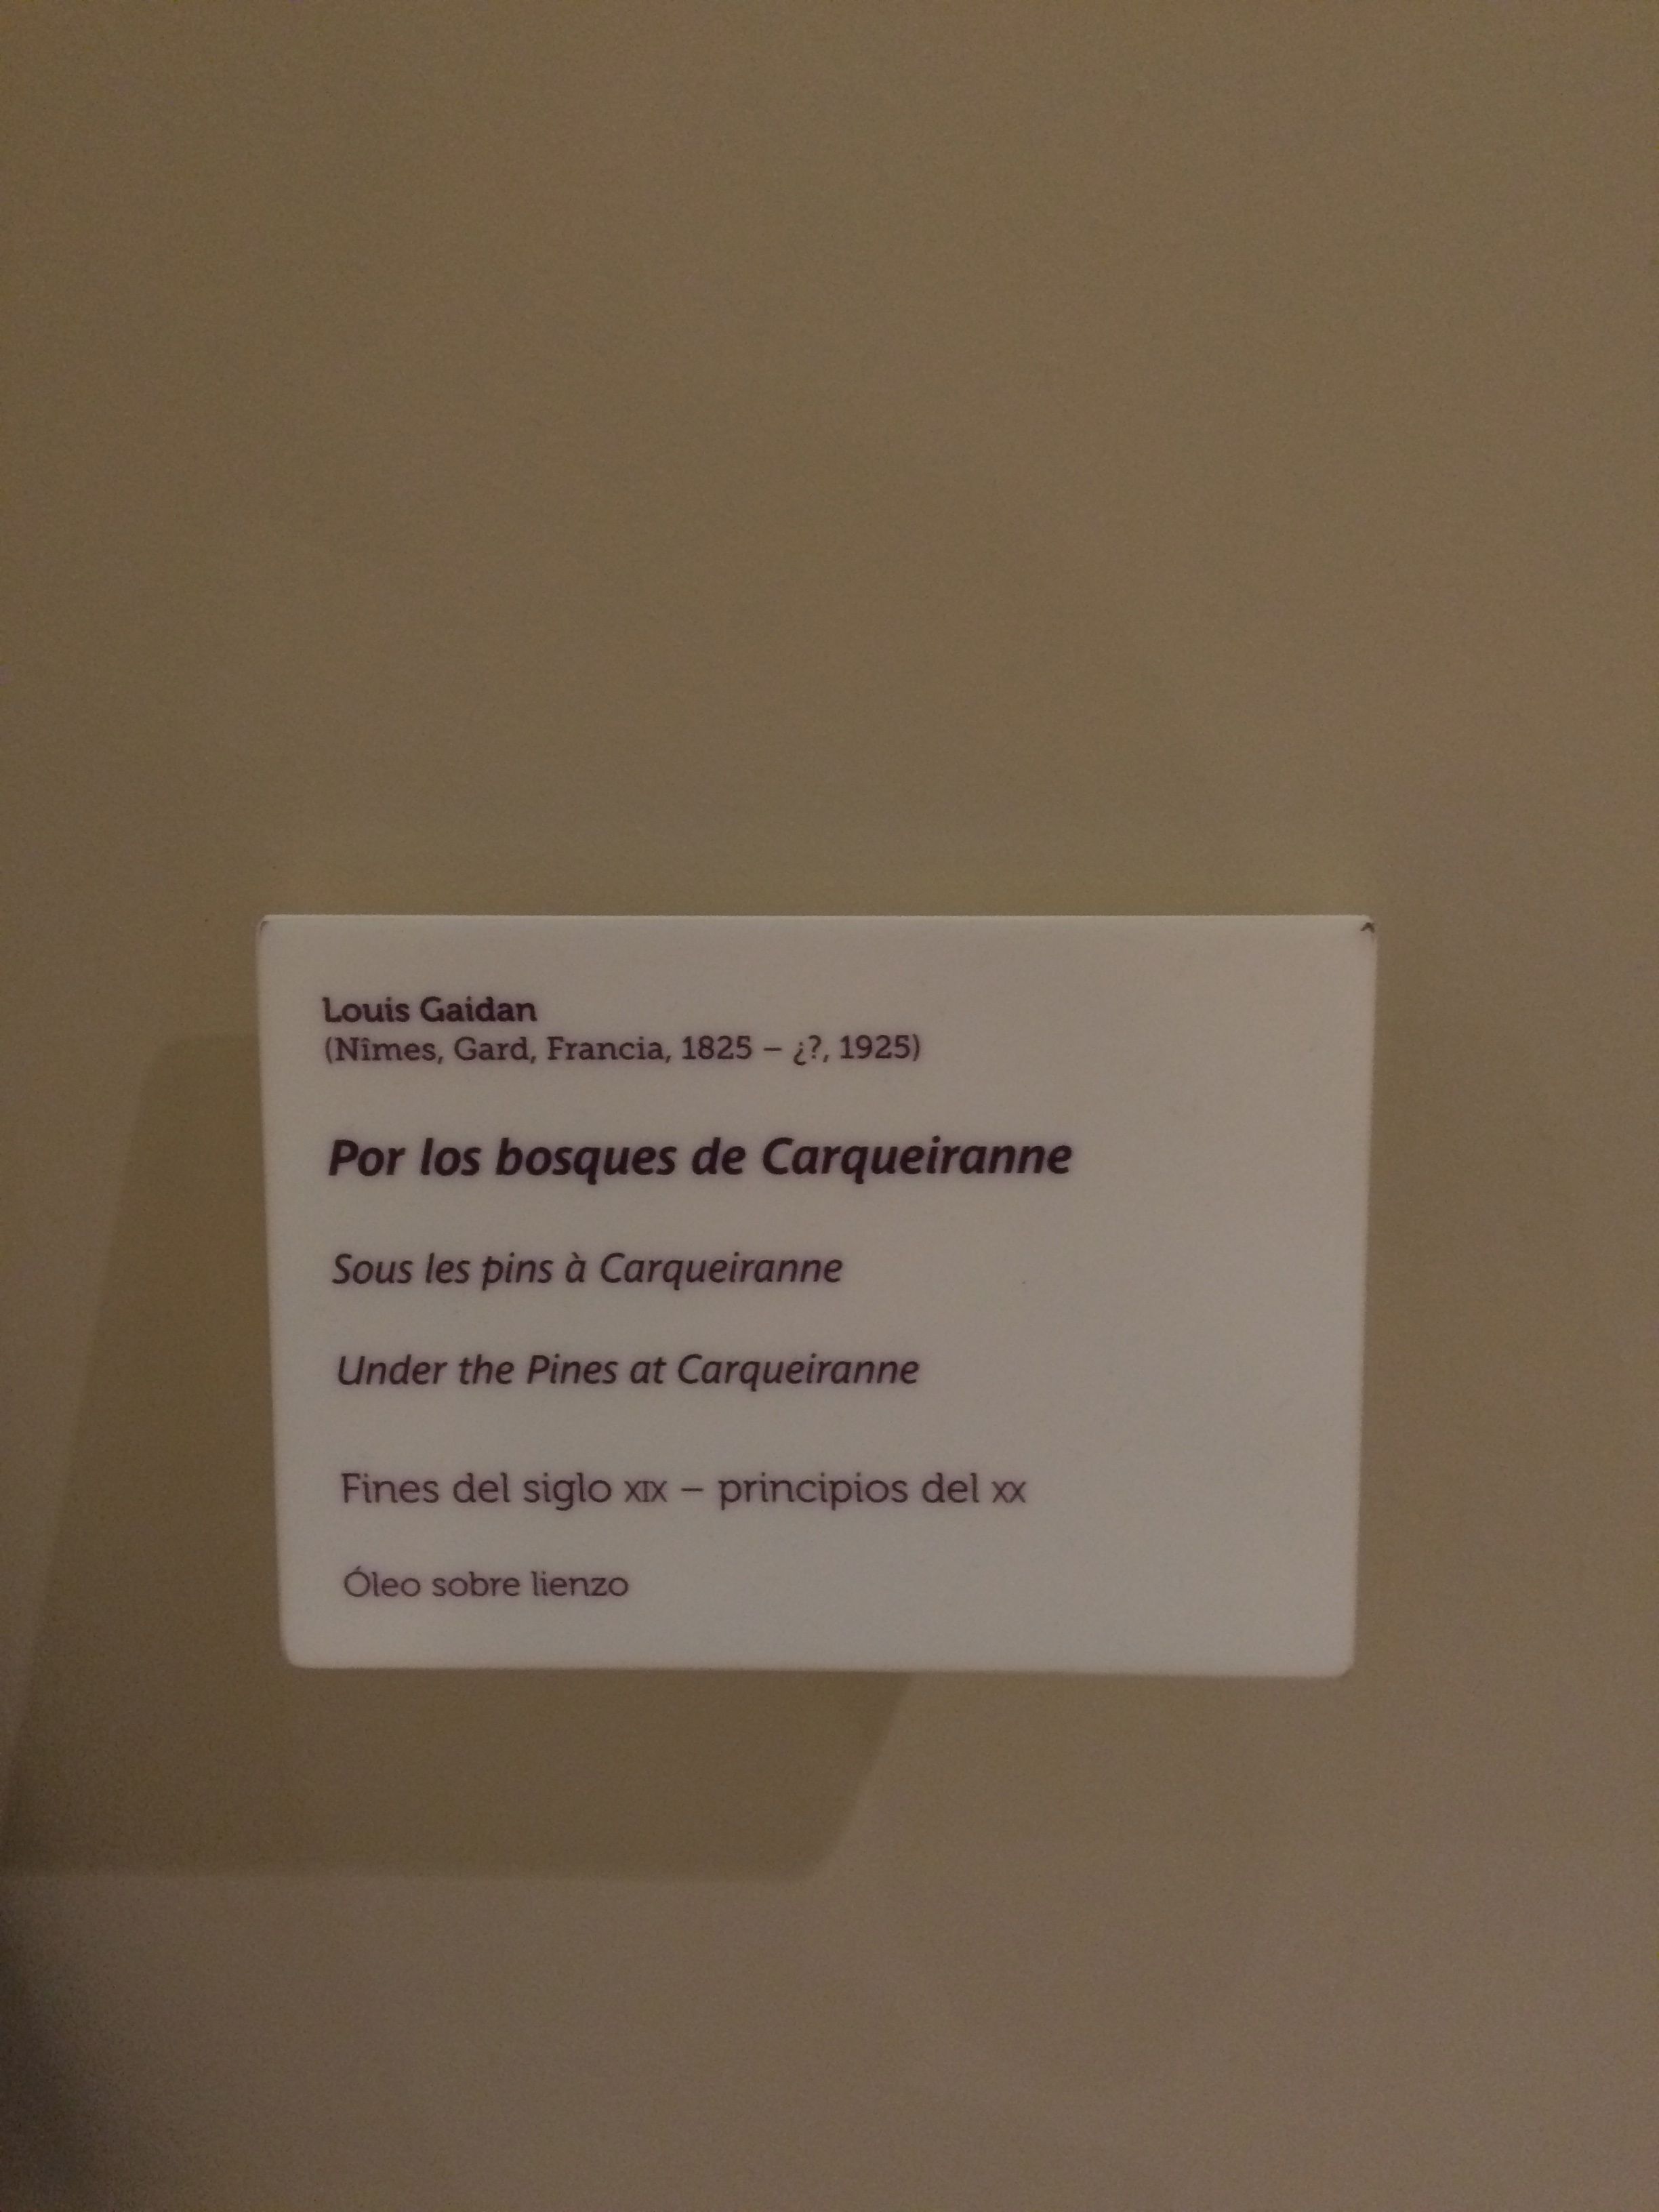 Louis Gaidan
(Nîmes, Gard, Francia, 1825 – ¿?, 1925)
Por los bosques de Carqueiranne
Sous les pins à Carqueiranne
Under the Pines at Carqueiranne
Fines del siglo XIX – principios del XX
Óleo sobre lienzo